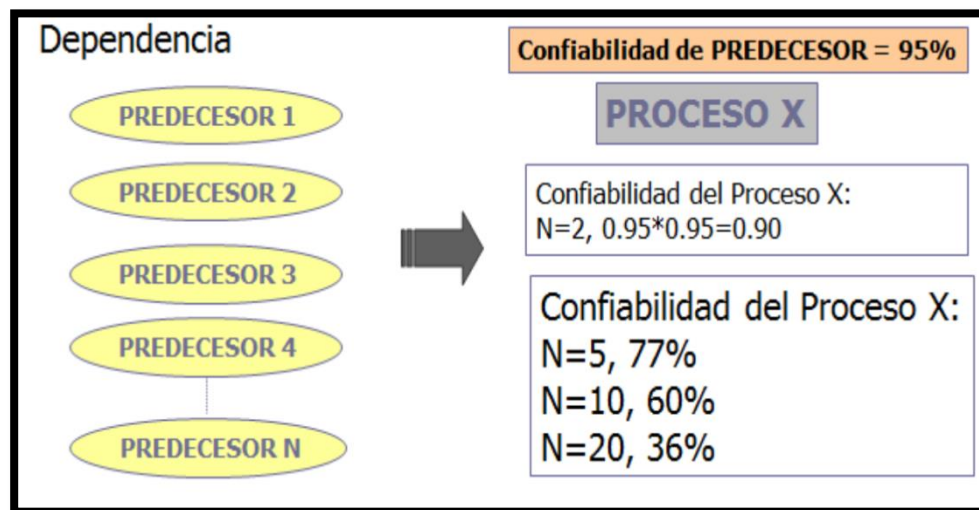 Dependencia
PREDECESOR 1
PREDECESOR 2
PREDECESOR 3
PREDECESOR 4
PREDECESOR N
Confiabilidad de PREDECESOR = 95%
PROCESO X
Confiabilidad del Proceso X:
N=2, 0.95*0.95=0.90
Confiabilidad del Proceso X:
N=5, 77%
N=10, 60%
N=20, 36%